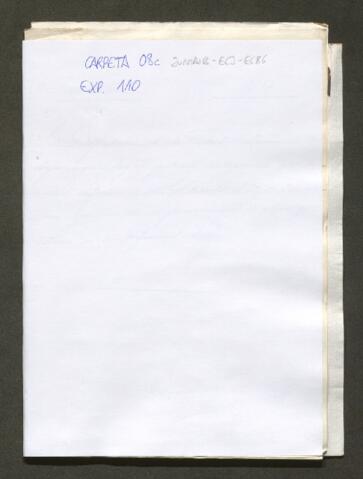 CARPETA 08c
EXP. 110